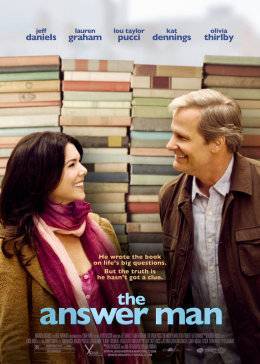 jeff daniels
lauren graham
lou taylor pucci
kat dennings
olivia thirlby
He wrote the book
on life's big questions.
But the truth is
he hasn't got a clue.
the
answer man